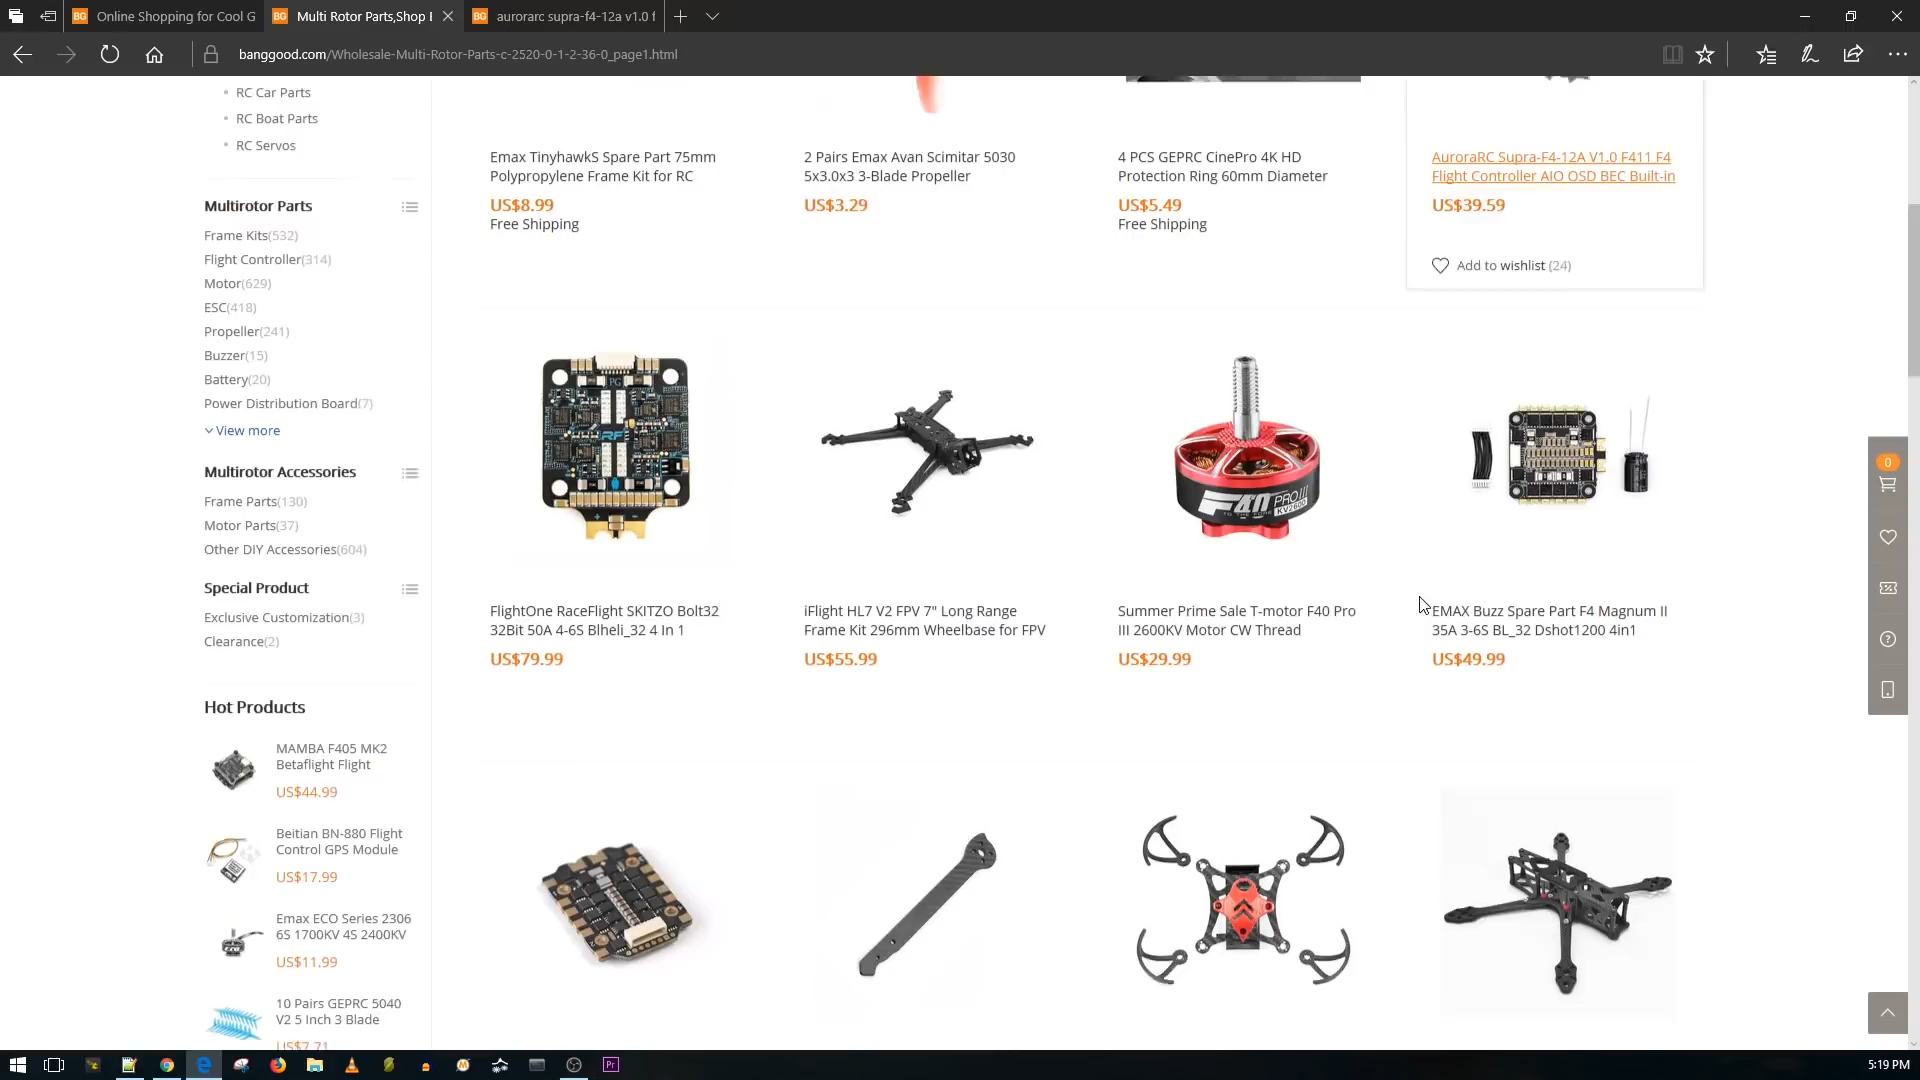 Online Shopping for Cool G
Multi Rotor Parts,Shop
aurorarc supra-f4-12a v1.0 f
banggood.com/Wholesale-Multi-Rotor-Parts-c-2520-0-1-2-36-0_page1.html
RC Car Parts
RC Boat Parts
RC Servos
Multirotor Parts
Frame Kits(532)
Flight Controller(314)
Motor(629)
ESC(418)
Propeller(241)
Buzzer(15)
Battery(20)
Power Distribution Board(7)
View more
Multirotor Accessories
Frame Parts(130)
Motor Parts(37)
Other DIY Accessories(604)
Special Product
Exclusive Customization(3)
Clearance(2)
Hot Products
MAMBA F405 MK2
Betaflight Flight
US$44.99
Beitian BN-880 Flight
Control GPS Module
US$17.99
Emax ECO Series 2306
6S 1700KV 4S 2400KV
US$11.99
10 Pairs GEPRC 5040
V2 5 Inch 3 Blade
US$7.71
Emax TinyhawkS Spare Part 75mm
Polypropylene Frame Kit for RC
US$8.99
Free Shipping
2 Pairs Emax Avan Scimitar 5030
5x3.0x3 3-Blade Propeller
US$3.29
4 PCS GEPRC CinePro 4K HD
Protection Ring 60mm Diameter
US$5.49
Free Shipping
AuroraRC Supra-F4-12A V1.0 F411 F4
Flight Controller AIO OSD BEC Built-in
US$39.59
Add to wishlist (24)
F40 PROIII
KV2600
FlightOne RaceFlight SKITZO Bolt32
32Bit 50A 4-6S Blheli_32 4 In 1
US$79.99
iFlight HL7 V2 FPV 7" Long Range
Frame Kit 296mm Wheelbase for FPV
US$55.99
Summer Prime Sale T-motor F40 Pro
III 2600KV Motor CW Thread
US$29.99
EMAX Buzz Spare Part F4 Magnum II
35A 3-6S BL_32 Dshot1200 4in1
US$49.99
0
5:19 PM